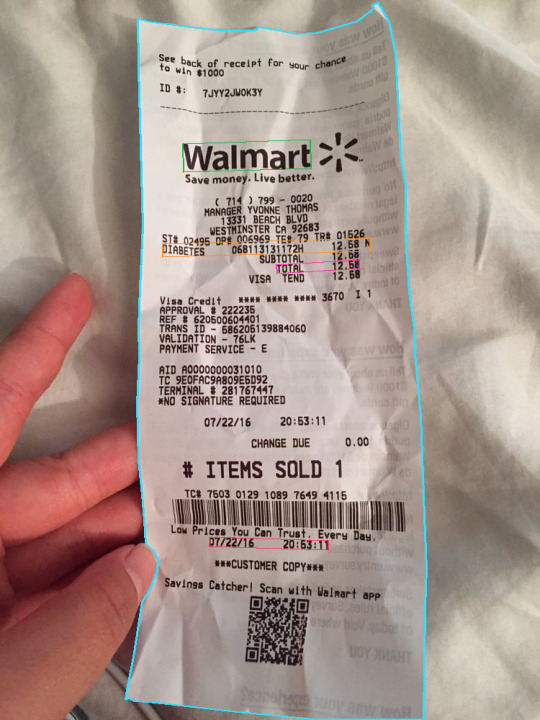 See back of receipt for your chance
to win $1000
ID #: 7JYY2JWOK3Y
Walmart
Save money. Live better.
( 714 ) 799 - 0020
MANAGER YVONNE THOMAS
13331 BEACH BLVD
WESTMINSTER CA 92683
ST# 02495 OP# 006969 TE# 79 TR# 01526
DIABETES 068113131172H 12.58 N
SUBTOTAL 12.58
TOTAL 12.58
VISA TEND 12.58
Visa Credit **** **** **** 3670 I 1
APPROVAL # 222235
REF # 620500604401
TRANS ID - 586205139884060
VALIDATION - 76LK
PAYMENT SERVICE - E
AID A0000000031010
TC 9E0FAC9A809E5D92
TERMINAL # 281767447
*NO SIGNATURE REQUIRED
07/22/16 20:53:11
CHANGE DUE 0.00
# ITEMS SOLD 1
TC# 7503 0129 1089 7649 4115
Low Prices You Can Trust. Every Day.
07/22/16 20:53:11
***CUSTOMER COPY***
Savings Catcher! Scan with Walmart app